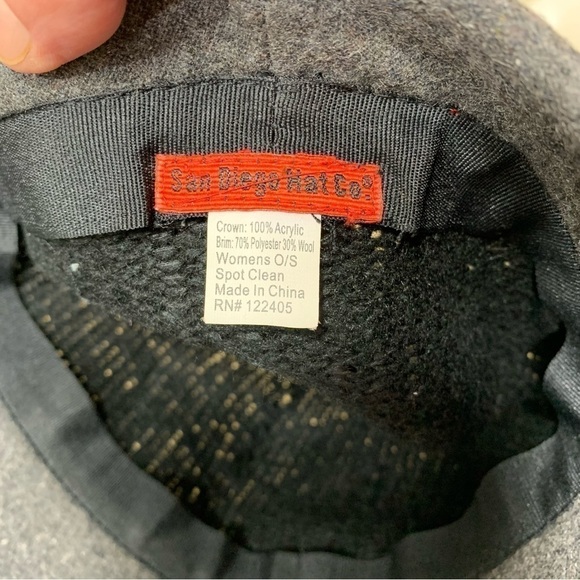 San Diego Hat Co®
Crown: 100% Acrylic
Brim: 70% Polyester 30% Wool
Womens O/S
Spot Clean
Made In China
RN# 122405